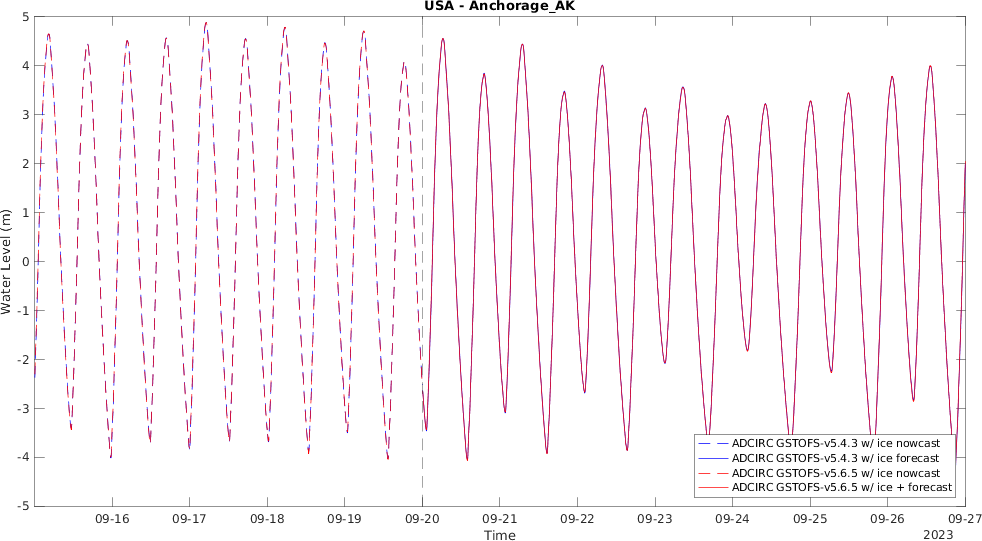 USA - Anchorage_AK
5
4
3
2
1
0
-1
-2
-3
-4
-5
Water Level (m)
ADCIRC GSTOFS-v5.4.3 w/ ice nowcast
ADCIRC GSTOFS-v5.4.3 w/ ice forecast
ADCIRC GSTOFS-v5.6.5 w/ ice nowcast
ADCIRC GSTOFS-v5.6.5 w/ ice + forecast
09-16 09-17 09-18 09-19 09-20 09-21 09-22 09-23 09-24 09-25 09-26 09-27
Time
2023